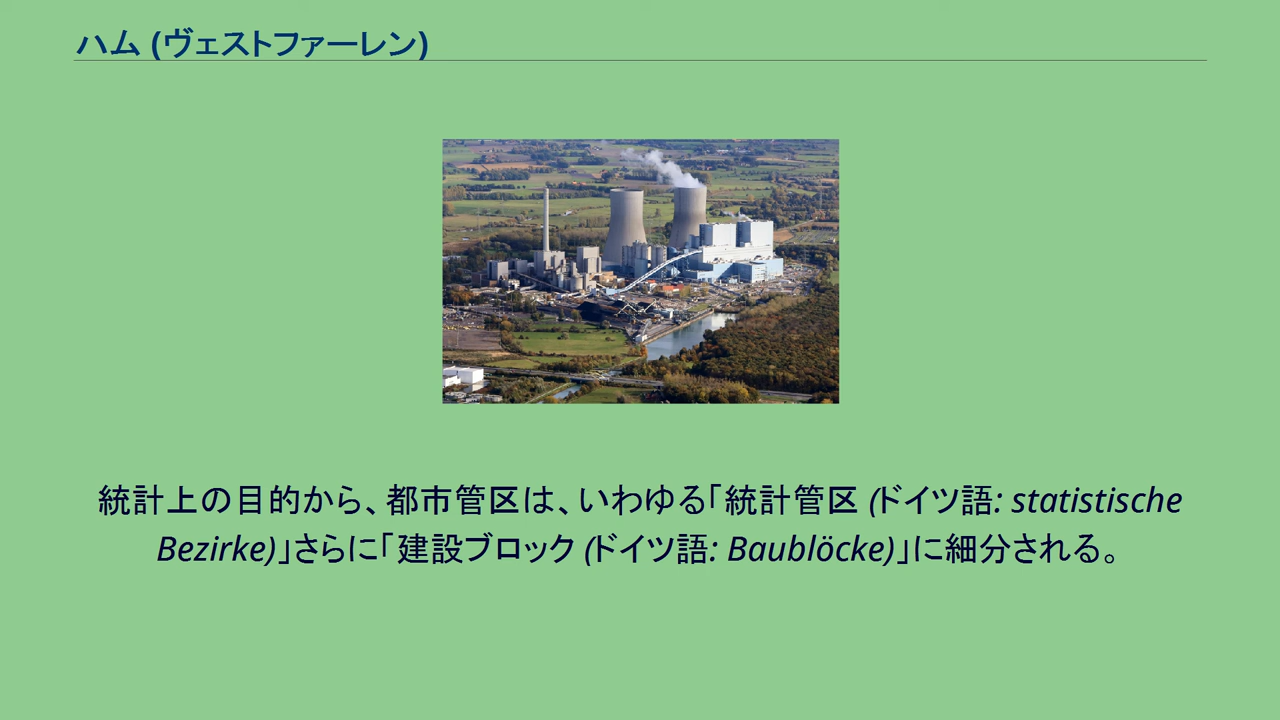 ハム (ヴェストファーレン)
統計上の目的から、都市管区は、いわゆる「統計管区 (ドイツ語: statistische
Bezirke)」さらに「建設ブロック (ドイツ語: Baublöcke)」に細分される。